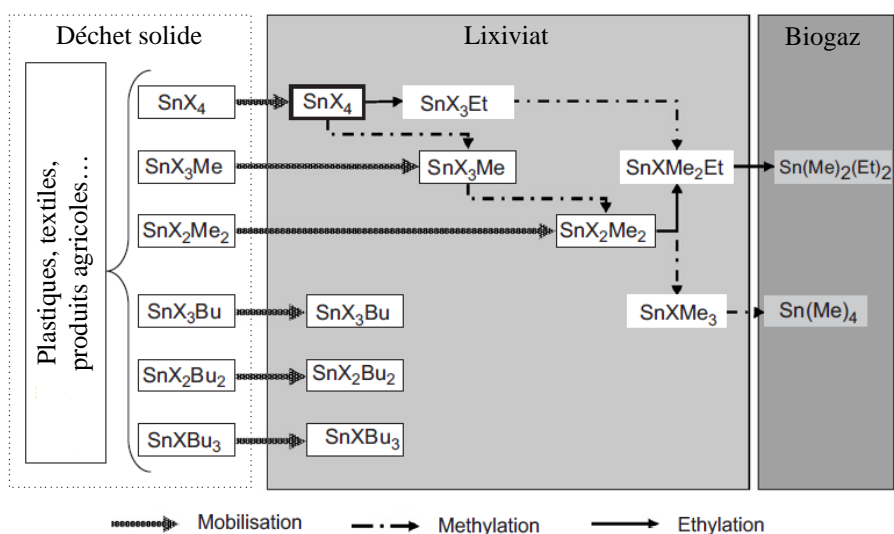 Déchet solide
Lixiviat
Biogaz
Plastiques, textiles,
produits agricoles…
SnX₄
SnX₃Me
SnX₂Me₂
SnX₃Bu
SnX₂Bu₂
SnXBu₃
SnX₄
SnX₃Et
SnX₃Me
SnXMe₂Et
SnX₂Me₂
SnXMe₃
SnX₃Bu
SnX₂Bu₂
SnXBu₃
Sn(Me)₂(Et)₂
Sn(Me)₄
Mobilisation
Methylation
Ethylation